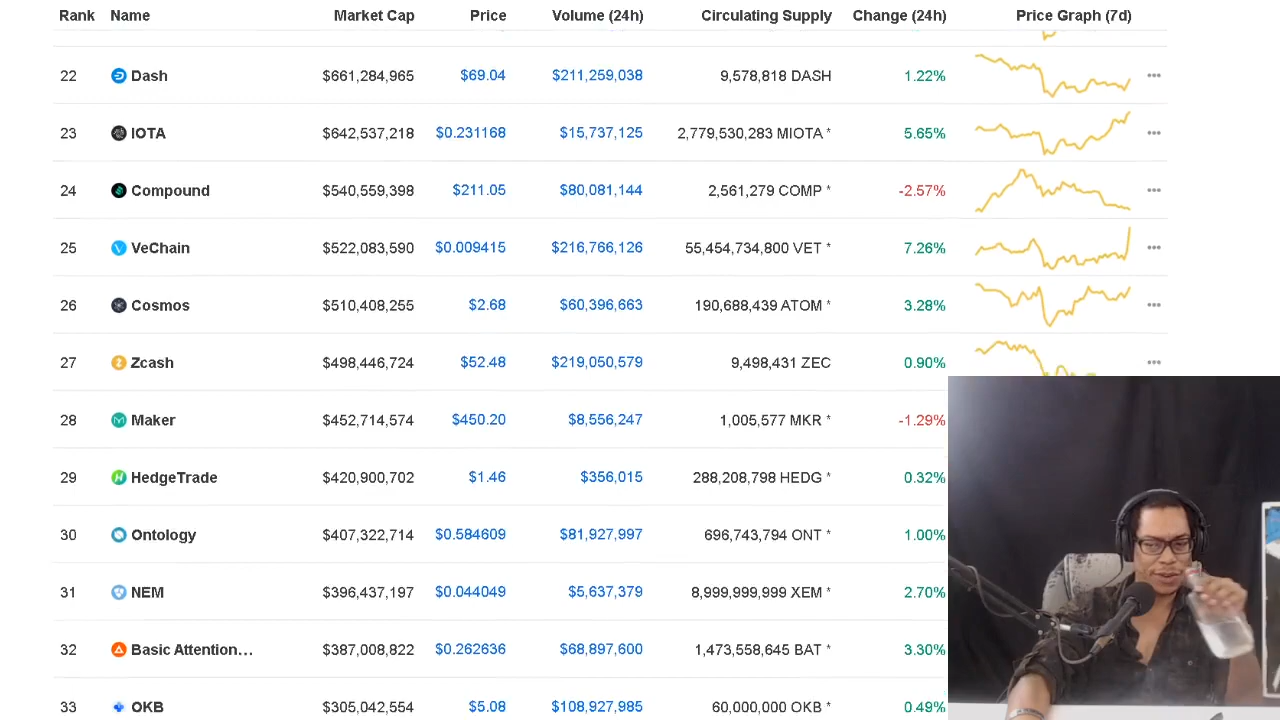 Rank Name Market Cap Price Volume (24h) Circulating Supply Change (24h) Price Graph (7d)
22 Dash $661,284,965 $69.04 $211,259,038 9,578,818 DASH 1.22%
23 IOTA $642,537,218 $0.231168 $15,737,125 2,779,530,283 MIOTA * 5.65%
24 Compound $540,559,398 $211.05 $80,081,144 2,561,279 COMP * -2.57%
25 VeChain $522,083,590 $0.009415 $216,766,126 55,454,734,800 VET * 7.26%
26 Cosmos $510,408,255 $2.68 $60,396,663 190,688,439 ATOM * 3.28%
27 Zcash $498,446,724 $52.48 $219,050,579 9,498,431 ZEC 0.90%
28 Maker $452,714,574 $450.20 $8,556,247 1,005,577 MKR * -1.29%
29 HedgeTrade $420,900,702 $1.46 $356,015 288,208,798 HEDG * 0.32%
30 Ontology $407,322,714 $0.584609 $81,927,997 696,743,794 ONT * 1.00%
31 NEM $396,437,197 $0.044049 $5,637,379 8,999,999,999 XEM * 2.70%
32 Basic Attention... $387,008,822 $0.262636 $68,897,600 1,473,558,645 BAT * 3.30%
33 OKB $305,042,554 $5.08 $108,927,985 60,000,000 OKB * 0.49%